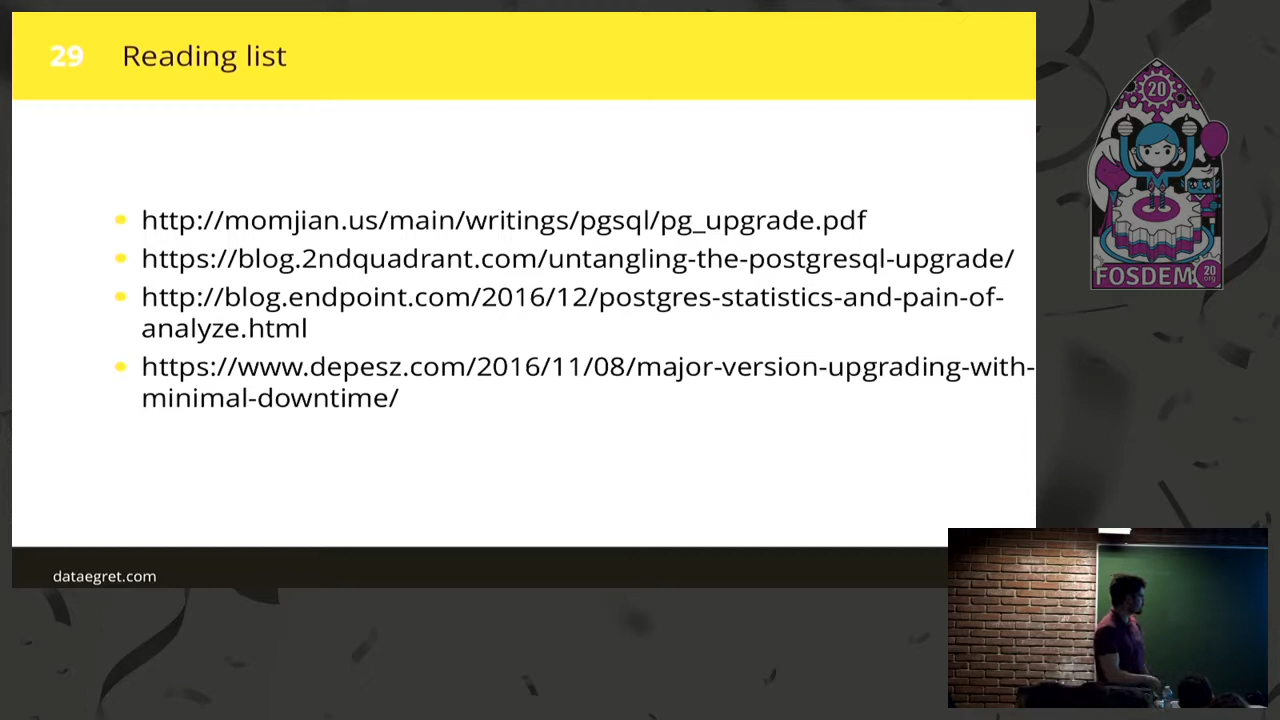 29 Reading list
http://momjian.us/main/writings/pgsql/pg_upgrade.pdf
https://blog.2ndquadrant.com/untangling-the-postgresql-upgrade/
http://blog.endpoint.com/2016/12/postgres-statistics-and-pain-of-
analyze.html
https://www.depesz.com/2016/11/08/major-version-upgrading-with-
minimal-downtime/
dataegret.com
20
FOSDEM 20
.org